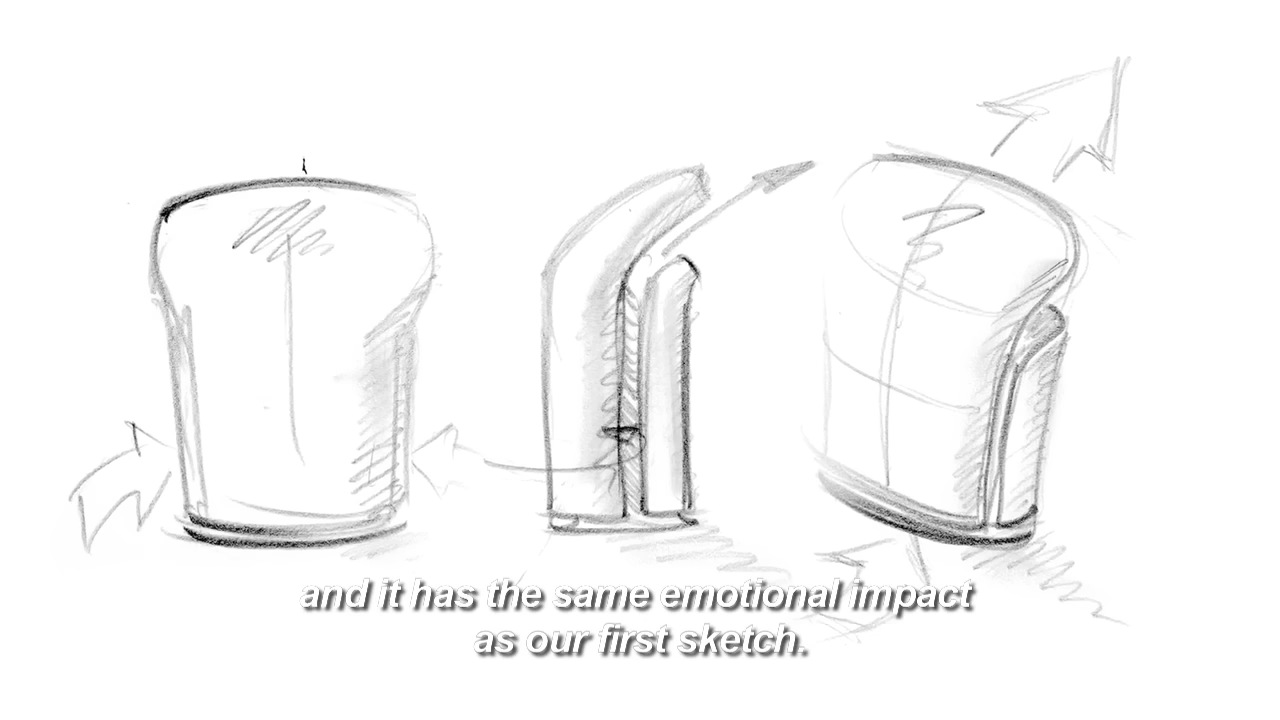 and it has the same emotional impact
as our first sketch.